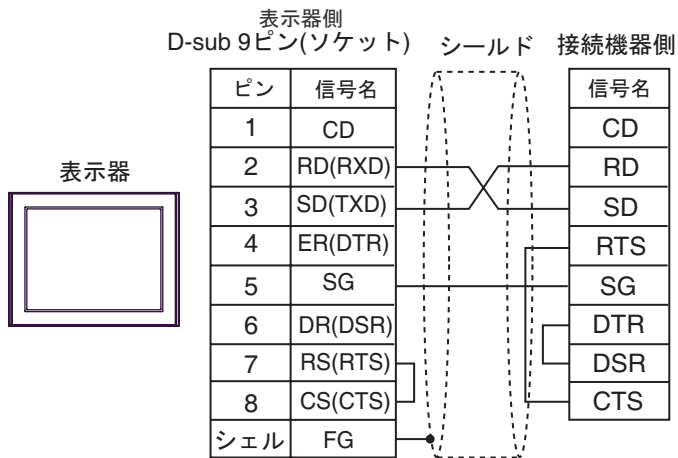 表示器側
D-sub 9ピン(ソケット) シールド 接続機器側
ピン 信号名 信号名
1 CD CD
表示器
2 RD(RXD) RD
3 SD(TXD) SD
4 ER(DTR) RTS
5 SG SG
6 DR(DSR) DTR
7 RS(RTS) DSR
8 CS(CTS) CTS
シェル FG